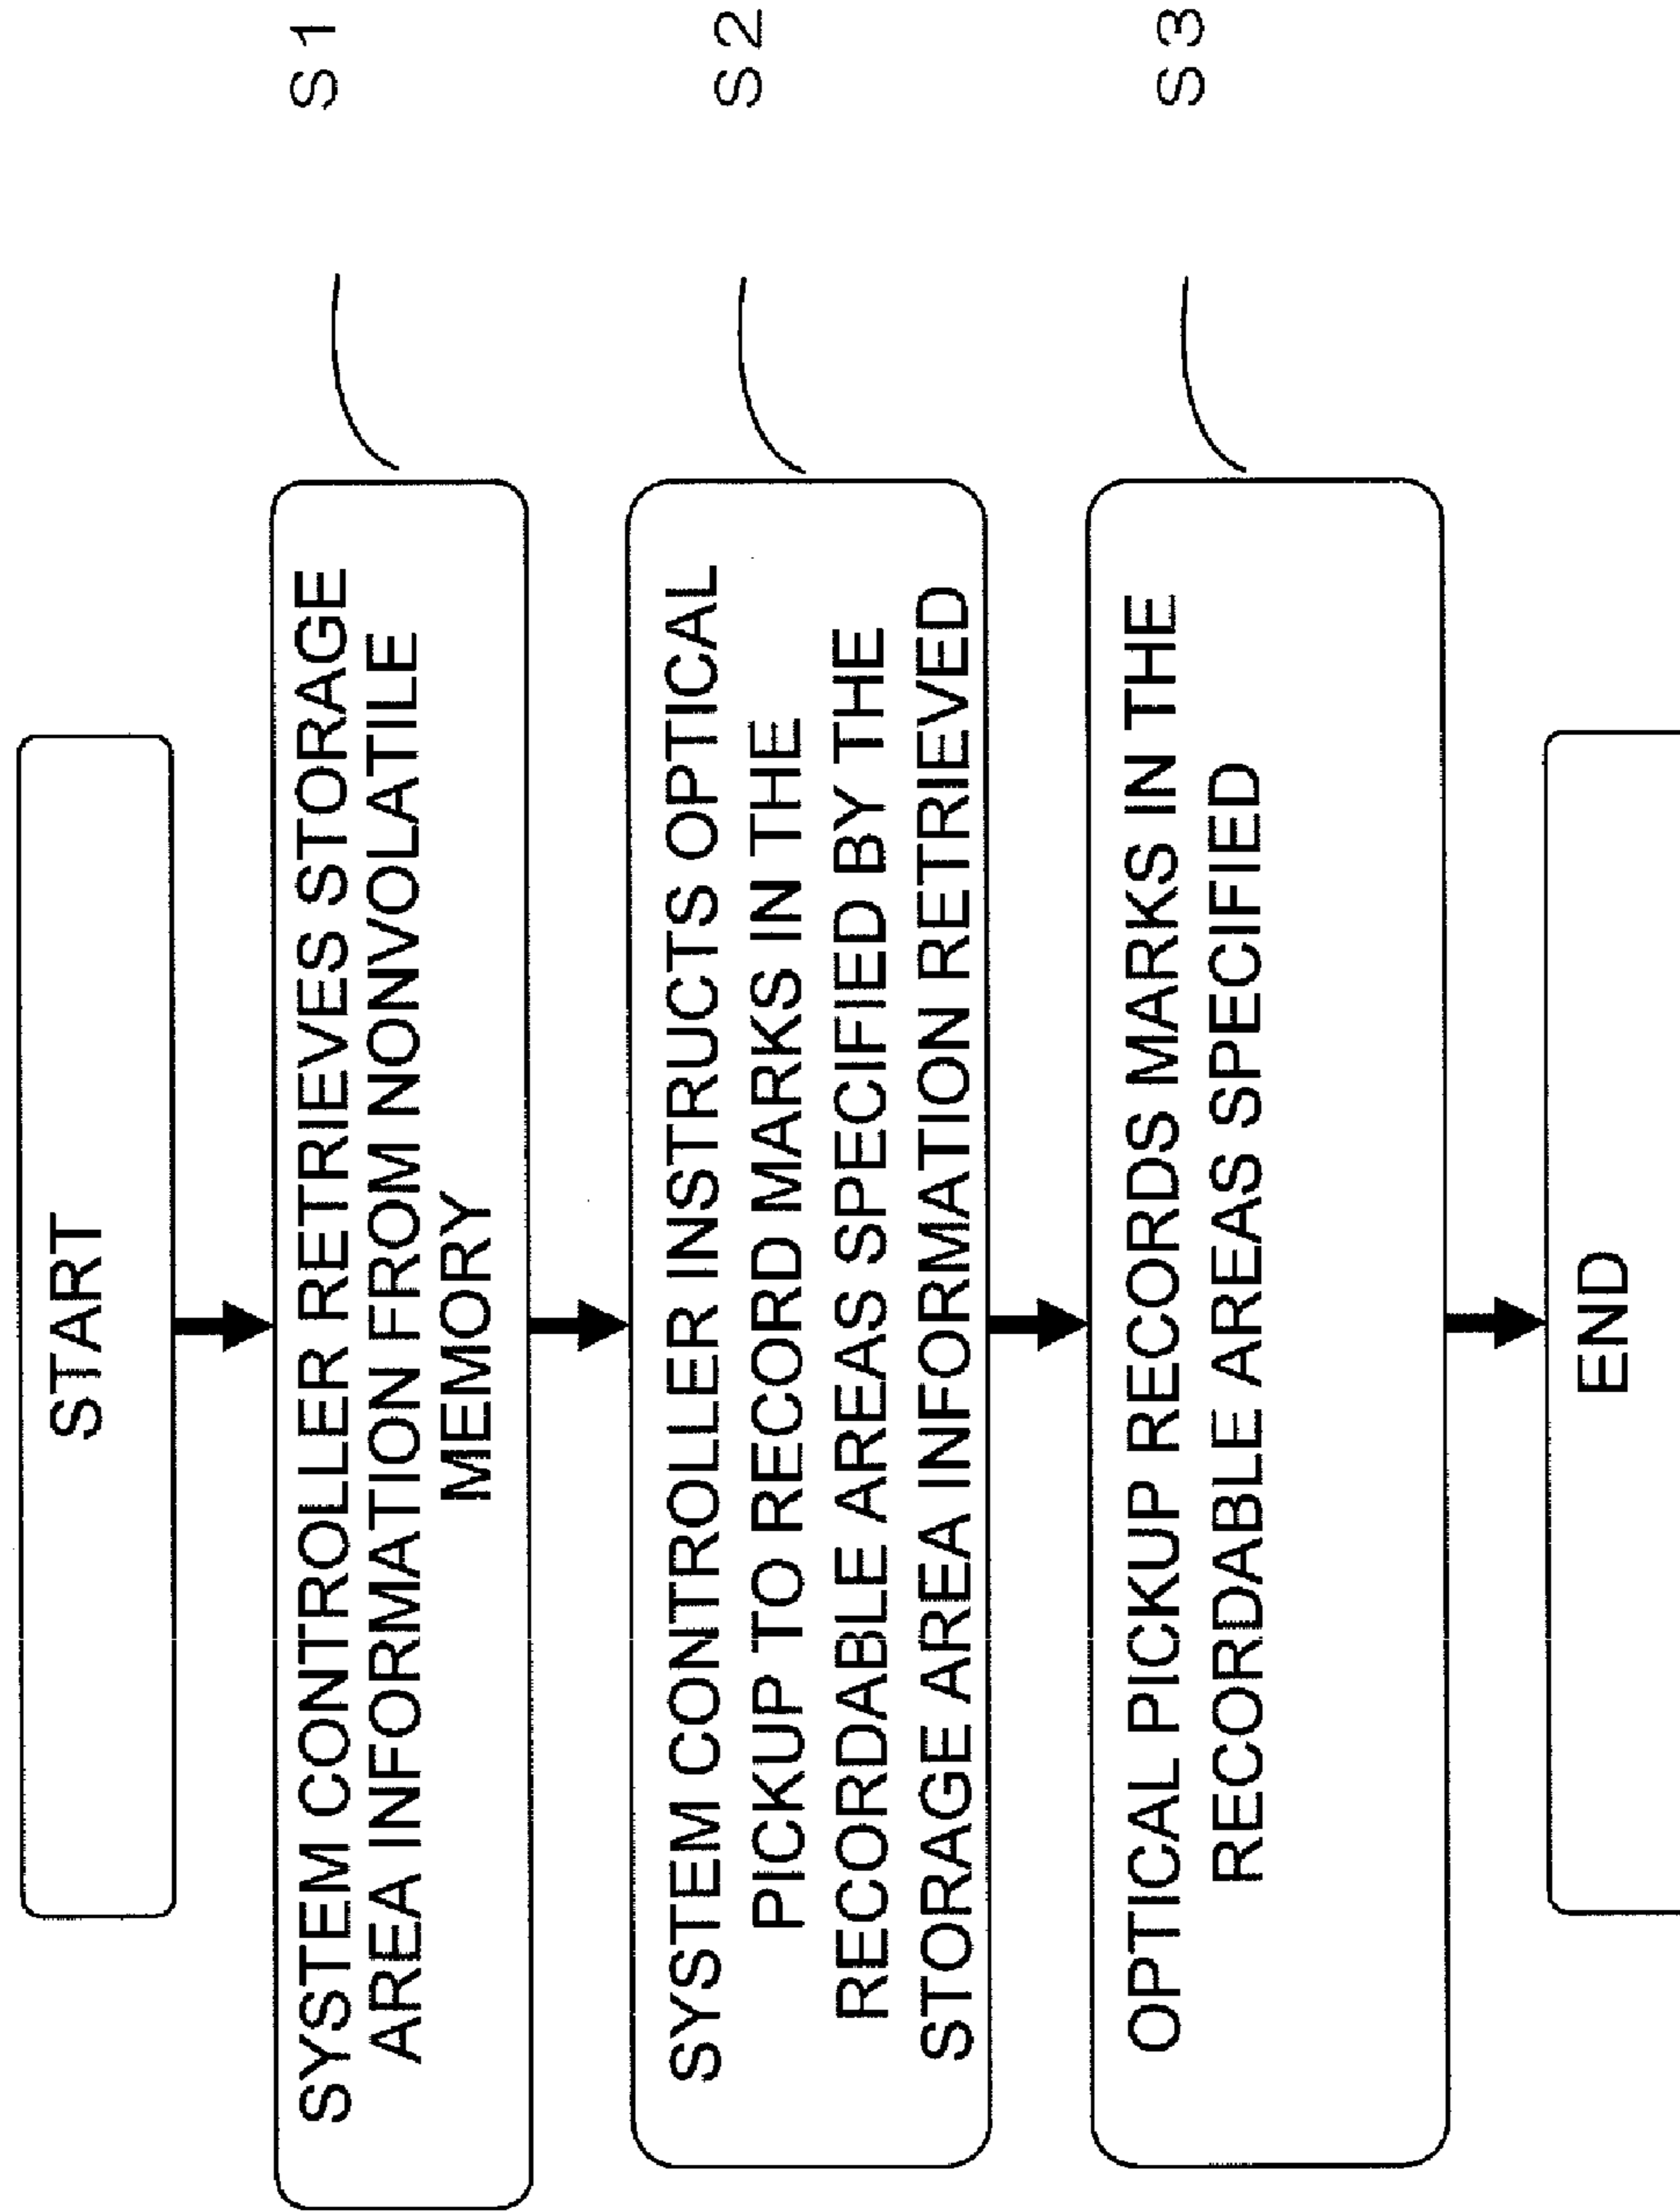 START
SYSTEM CONTROLLER RETRIEVES STORAGE
AREA INFORMATION FROM NONVOLATILE
MEMORY
S1
SYSTEM CONTROLLER INSTRUCTS OPTICAL
PICKUP TO RECORD MARKS IN THE
RECORDABLE AREAS SPECIFIED BY THE
STORAGE AREA INFORMATION RETRIEVED
S2
OPTICAL PICKUP RECORDS MARKS IN THE
RECORDABLE AREAS SPECIFIED
S3
END